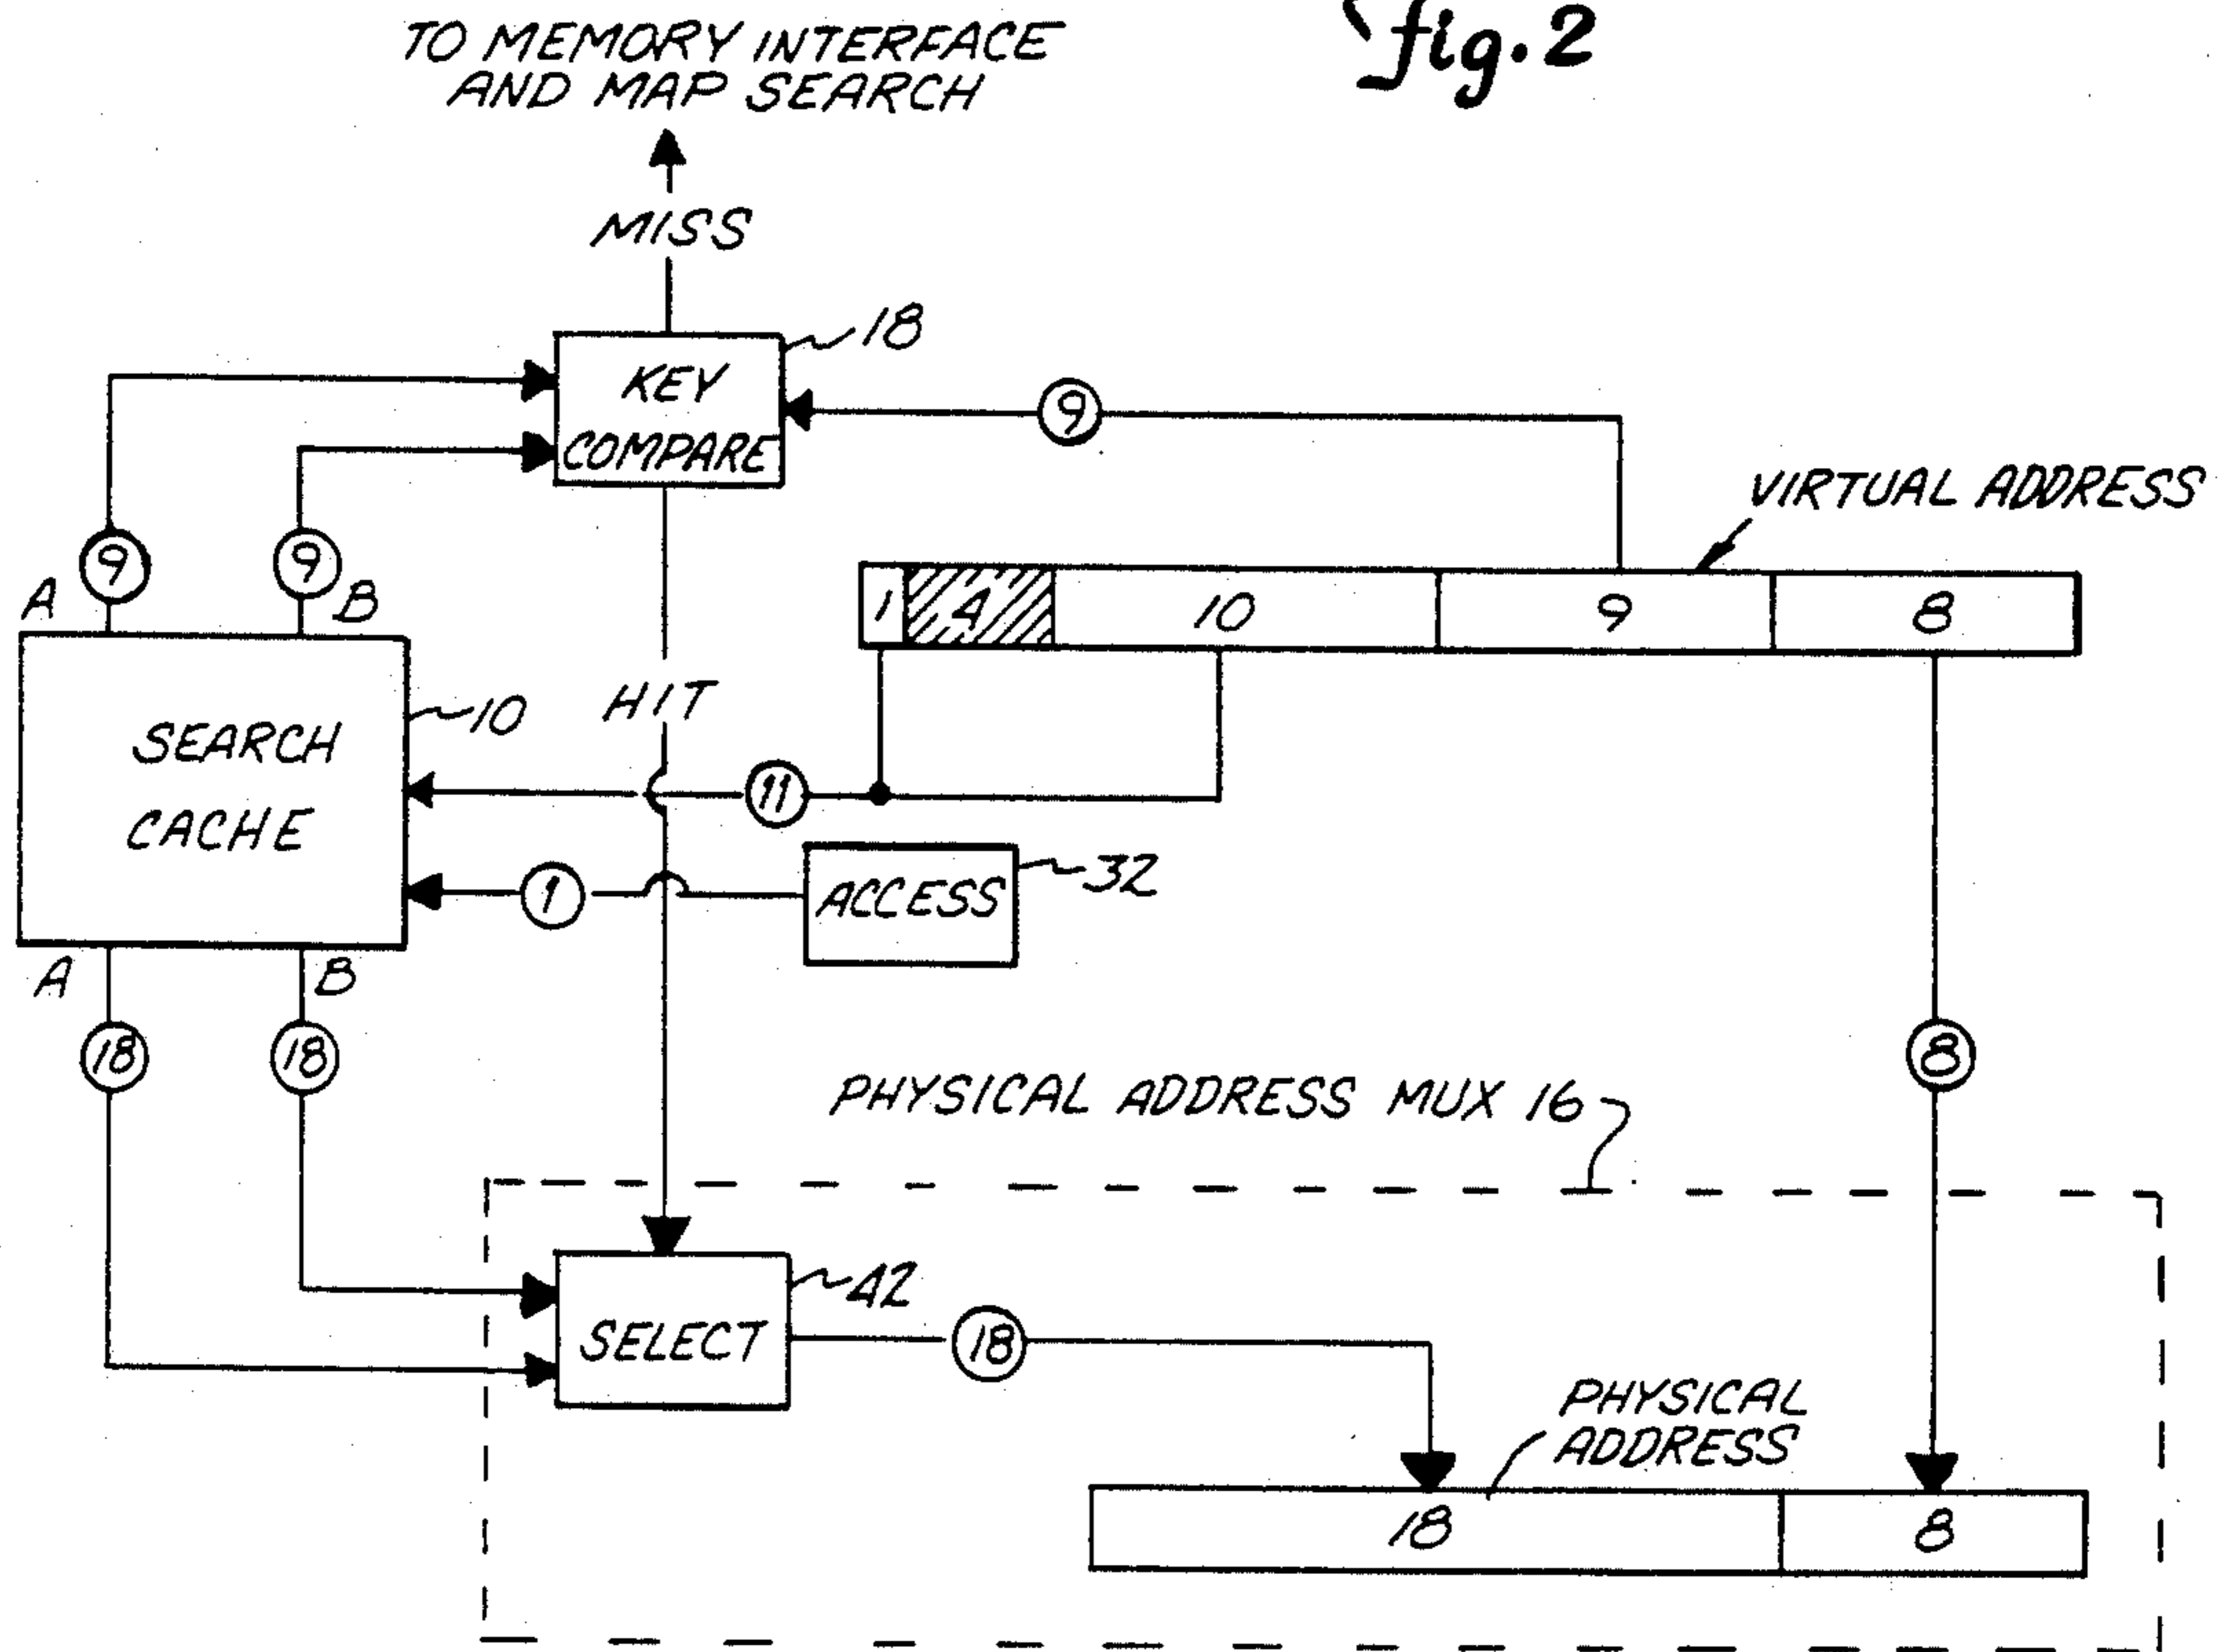 fig. 2
TO MEMORY INTERFACE
AND MAP SEARCH
MISS
18
KEY
COMPARE
9
VIRTUAL ADDRESS
A 9 9 B
1 4 10 9 8
SEARCH
CACHE
10
HIT
11
1
ACCESS
32
A B
18 18
8
PHYSICAL ADDRESS MUX 16
SELECT
42
18
PHYSICAL
ADDRESS
18 8